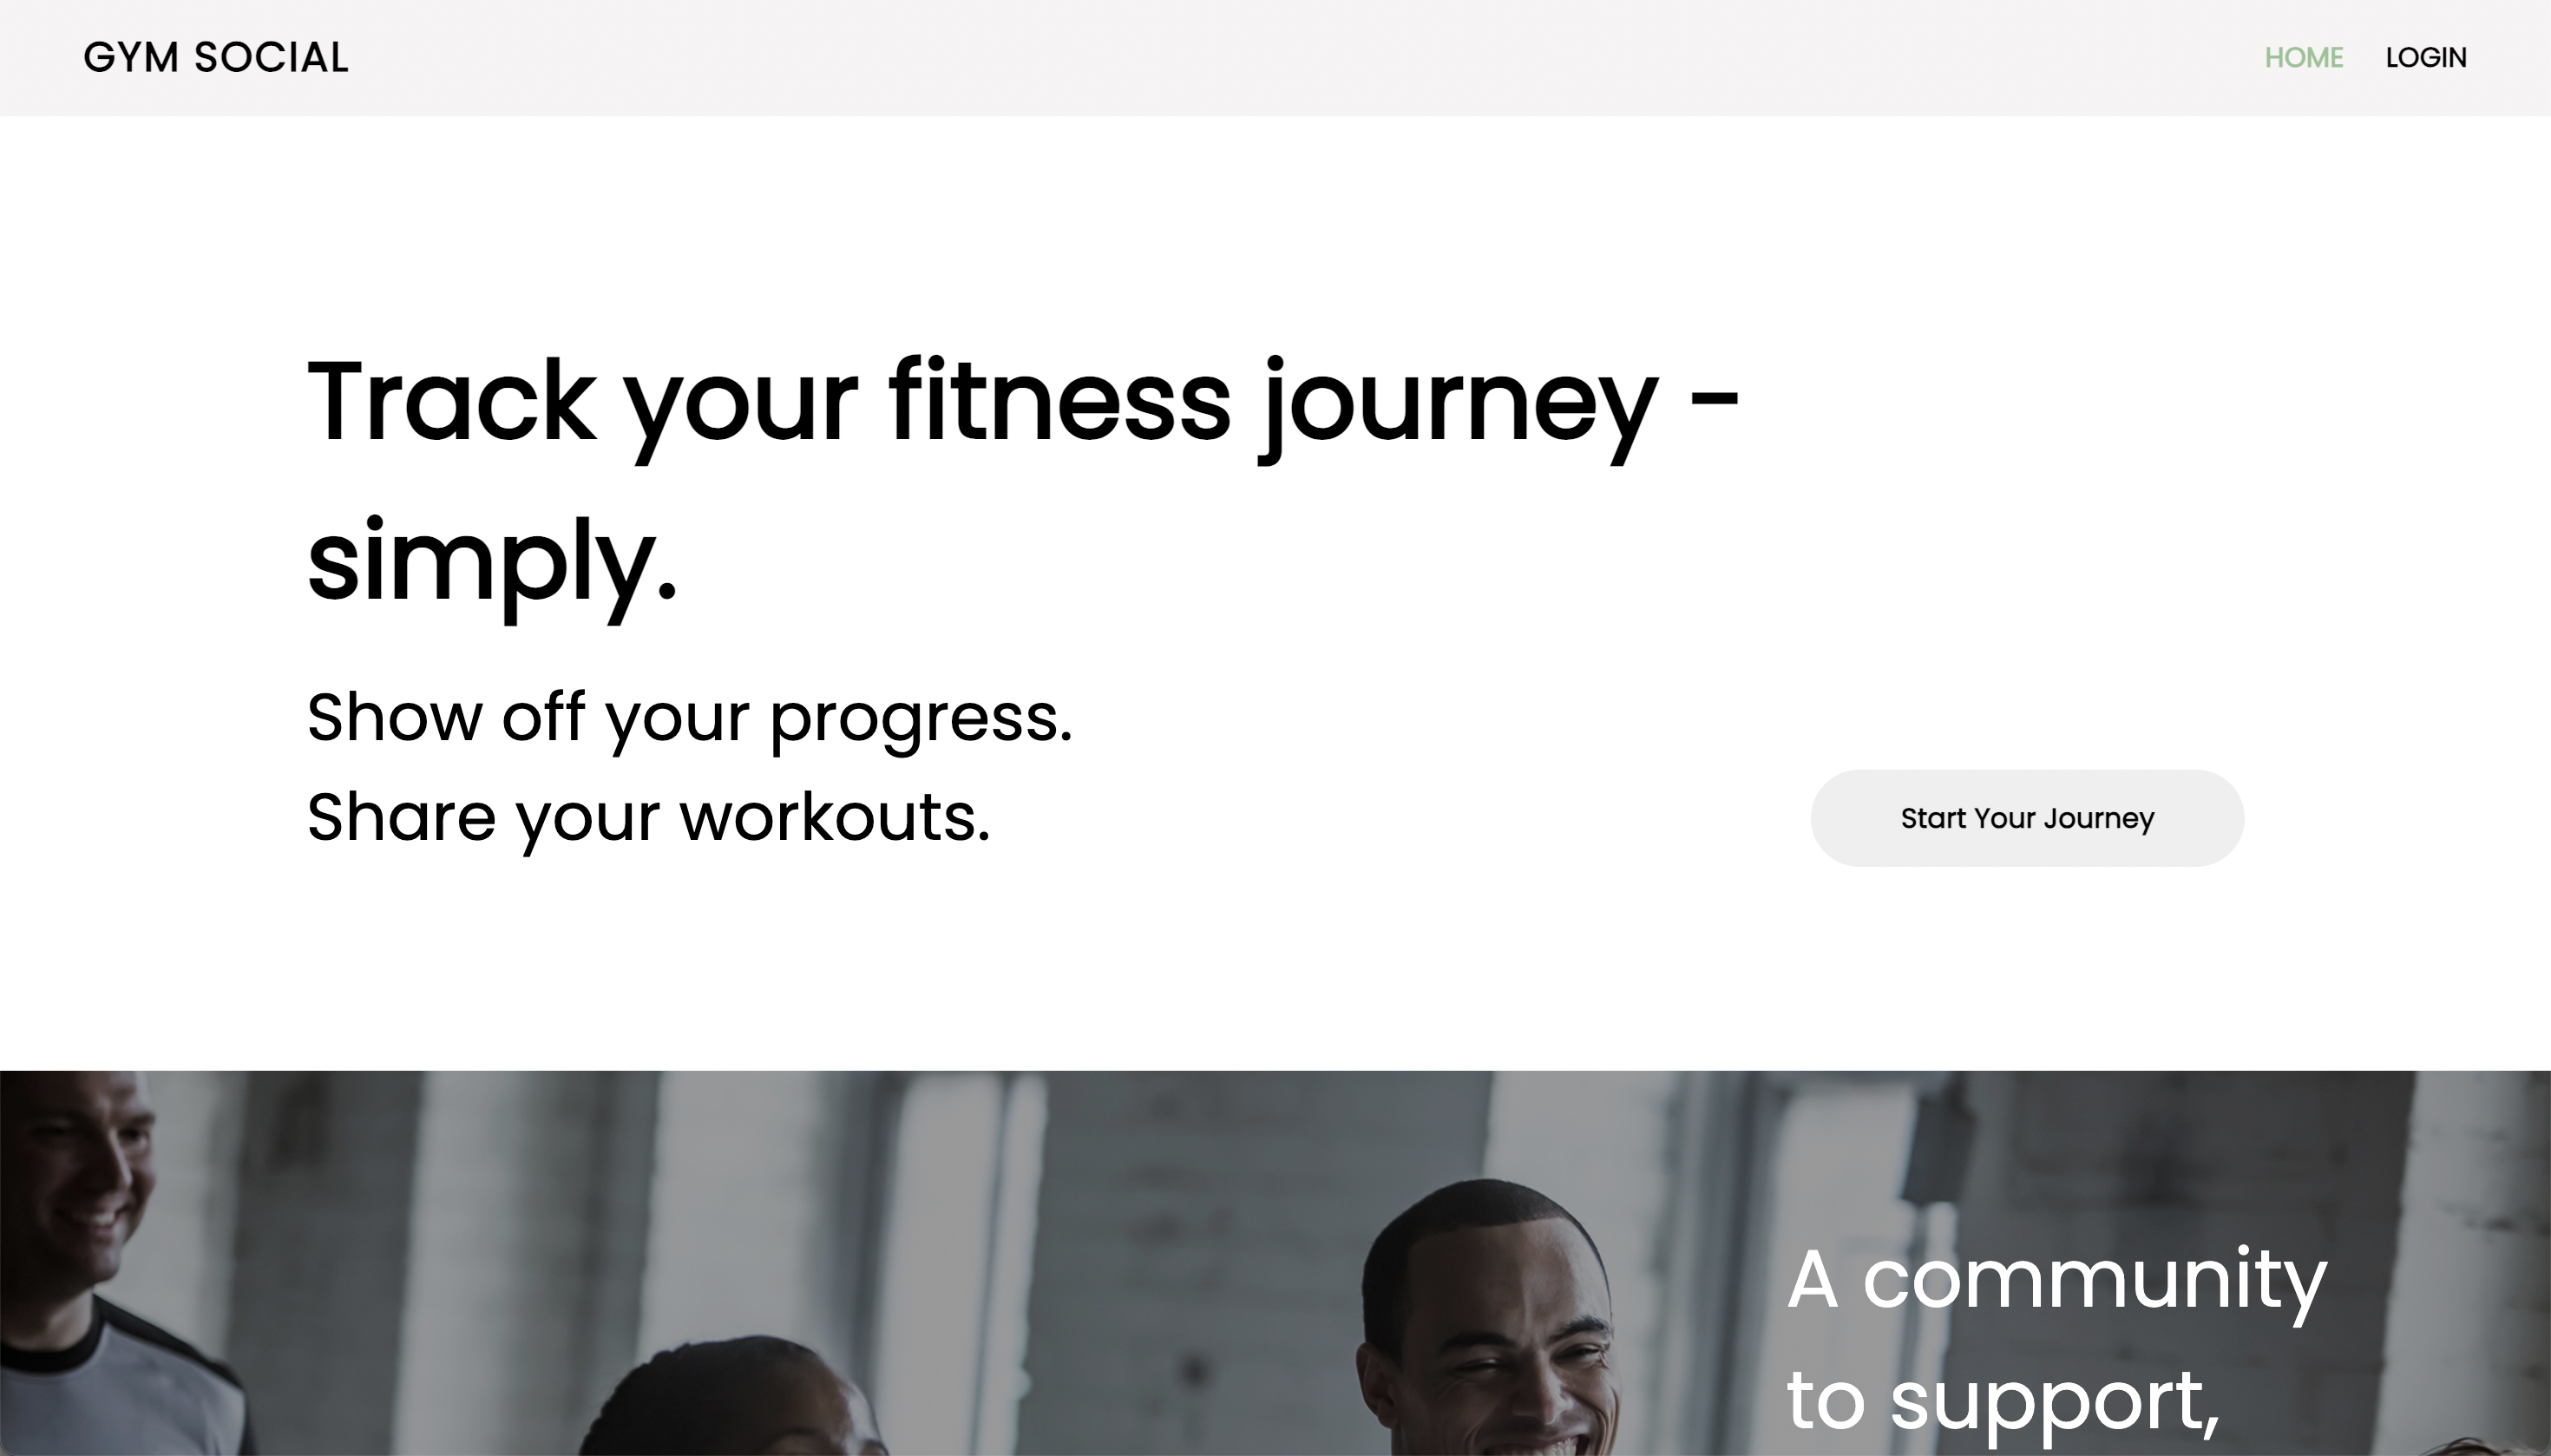 GYM SOCIAL
HOME
LOGIN
Track your fitness journey -
simply.
Show off your progress.
Share your workouts.
Start Your Journey
A community
to support,